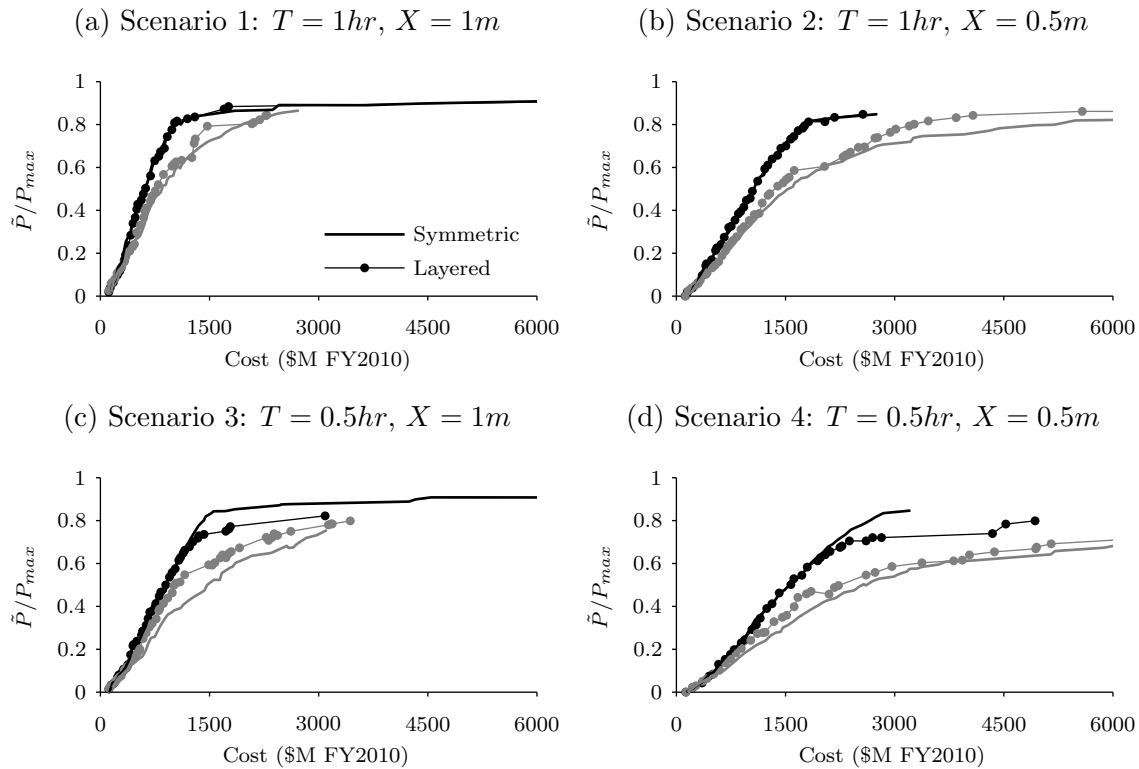 (a) Scenario 1: T = 1hr, X = 1m
1
0.8
0.6
0.4
0.2
0
P̃/Pmax
Symmetric
Layered
0 1500 3000 4500 6000
Cost ($M FY2010)
(b) Scenario 2: T = 1hr, X = 0.5m
1
0.8
0.6
0.4
0.2
0
P̃/Pmax
0 1500 3000 4500 6000
Cost ($M FY2010)
(c) Scenario 3: T = 0.5hr, X = 1m
1
0.8
0.6
0.4
0.2
0
P̃/Pmax
0 1500 3000 4500 6000
Cost ($M FY2010)
(d) Scenario 4: T = 0.5hr, X = 0.5m
1
0.8
0.6
0.4
0.2
0
P̃/Pmax
0 1500 3000 4500 6000
Cost ($M FY2010)